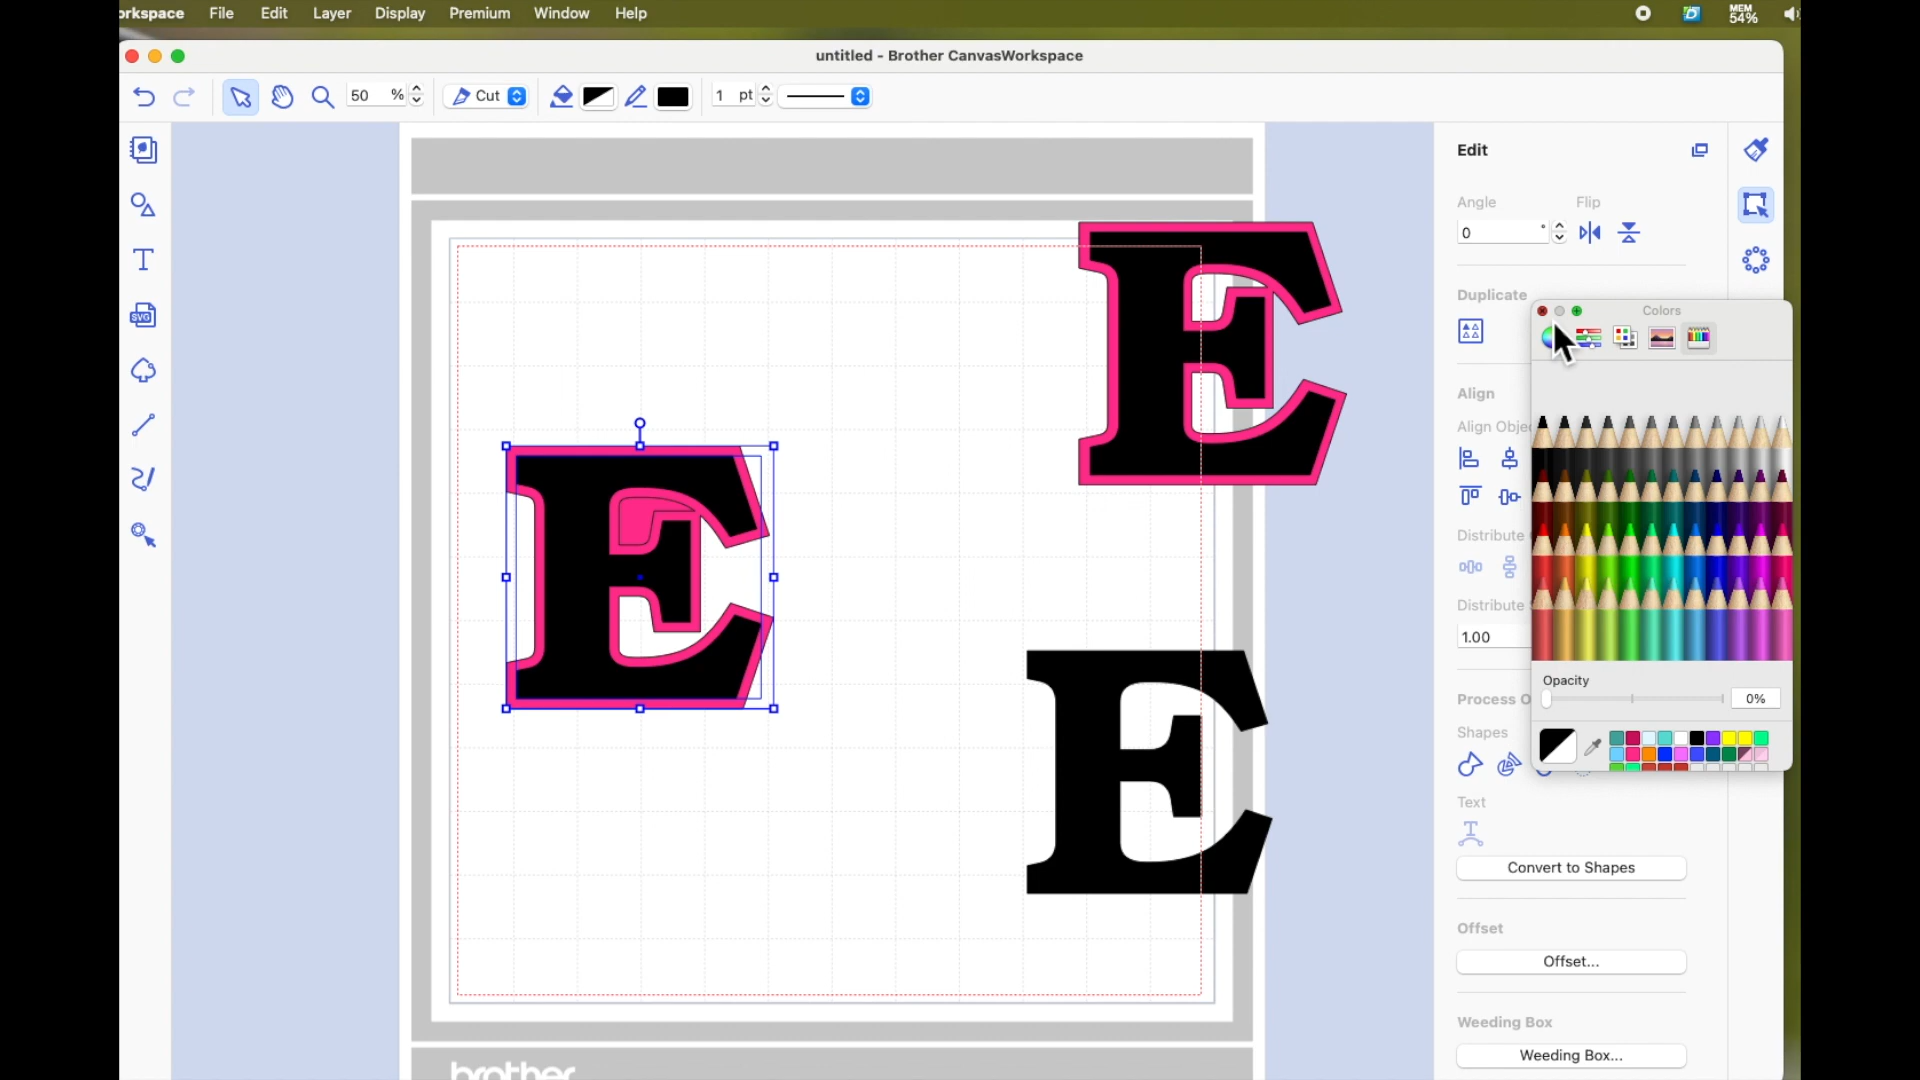 orkspace File Edit Layer Display Premium Window Help MEM 54%
untitled - Brother CanvasWorkspace
50 % Cut 1 pt
SVG
T
Edit
Angle Flip
0 °
Duplicate
Colors
Align
Align Obje
Distribute
Distribute
1.00
Opacity
0%
Process O
Shapes
Text
Convert to Shapes
Offset
Offset...
Weeding Box
Weeding Box...
E
E
E
brother